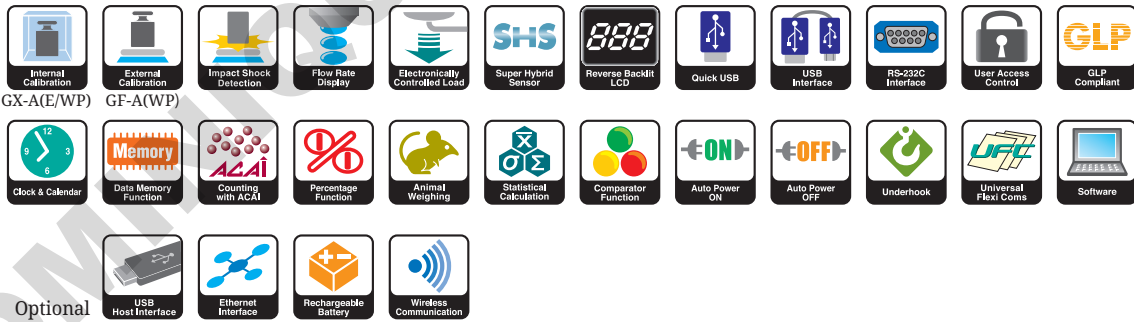 Internal
Calibration
External
Calibration
Impact Shock
Detection
Flow Rate
Display
Electronically
Controlled Load
SHS
Super Hybrid
Sensor
888
Reverse Backlit
LCD
Quick USB
USB
Interface
RS-232C
Interface
User Access
Control
GLP
GLP
Compliant
GX-A(E/WP)
GF-A(WP)
12
9
3
6
Clock & Calendar
Memory
Data Memory
Function
ACAI
Counting
with ACAI
%
Percentage
Function
Animal
Weighing
X
σ
Σ
Statistical
Calculation
Comparator
Function
ON
Auto Power
ON
OFF
Auto Power
OFF
Underhook
UFC
Universal
Flexi Coms
Software
Optional
USB
Host Interface
Ethernet
Interface
Rechargeable
Battery
Wireless
Communication